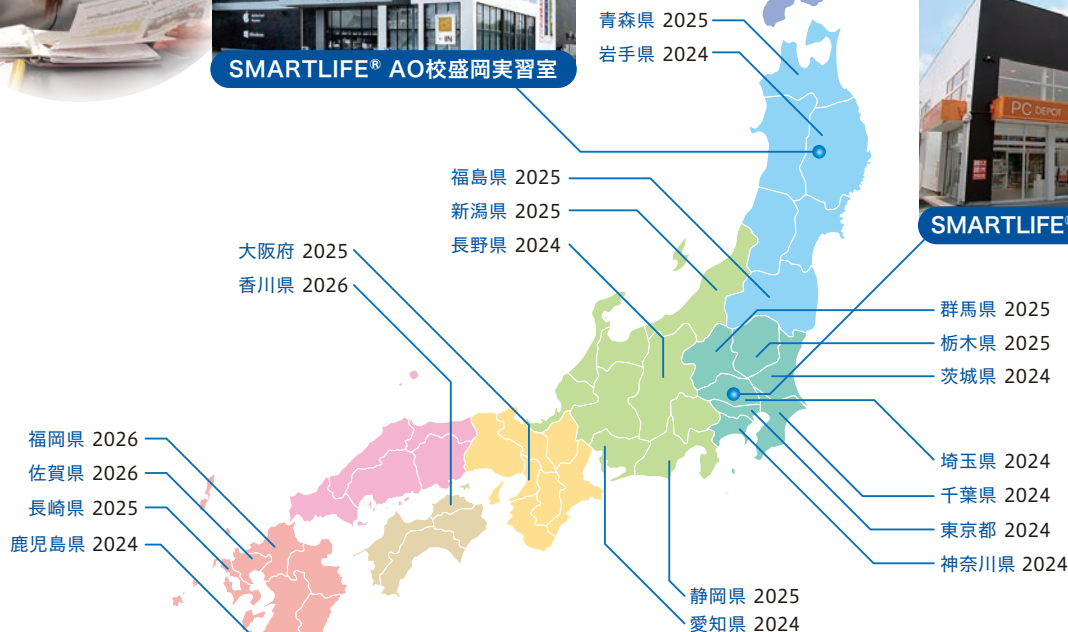 青森県 2025
岩手県 2024
SMARTLIFE® AO校盛岡実習室
PC DEPOT
福島県 2025
新潟県 2025
長野県 2024
SMARTLIFE®
大阪府 2025
香川県 2026
群馬県 2025
栃木県 2025
茨城県 2024
福岡県 2026
佐賀県 2026
長崎県 2025
鹿児島県 2024
埼玉県 2024
千葉県 2024
東京都 2024
神奈川県 2024
静岡県 2025
愛知県 2024